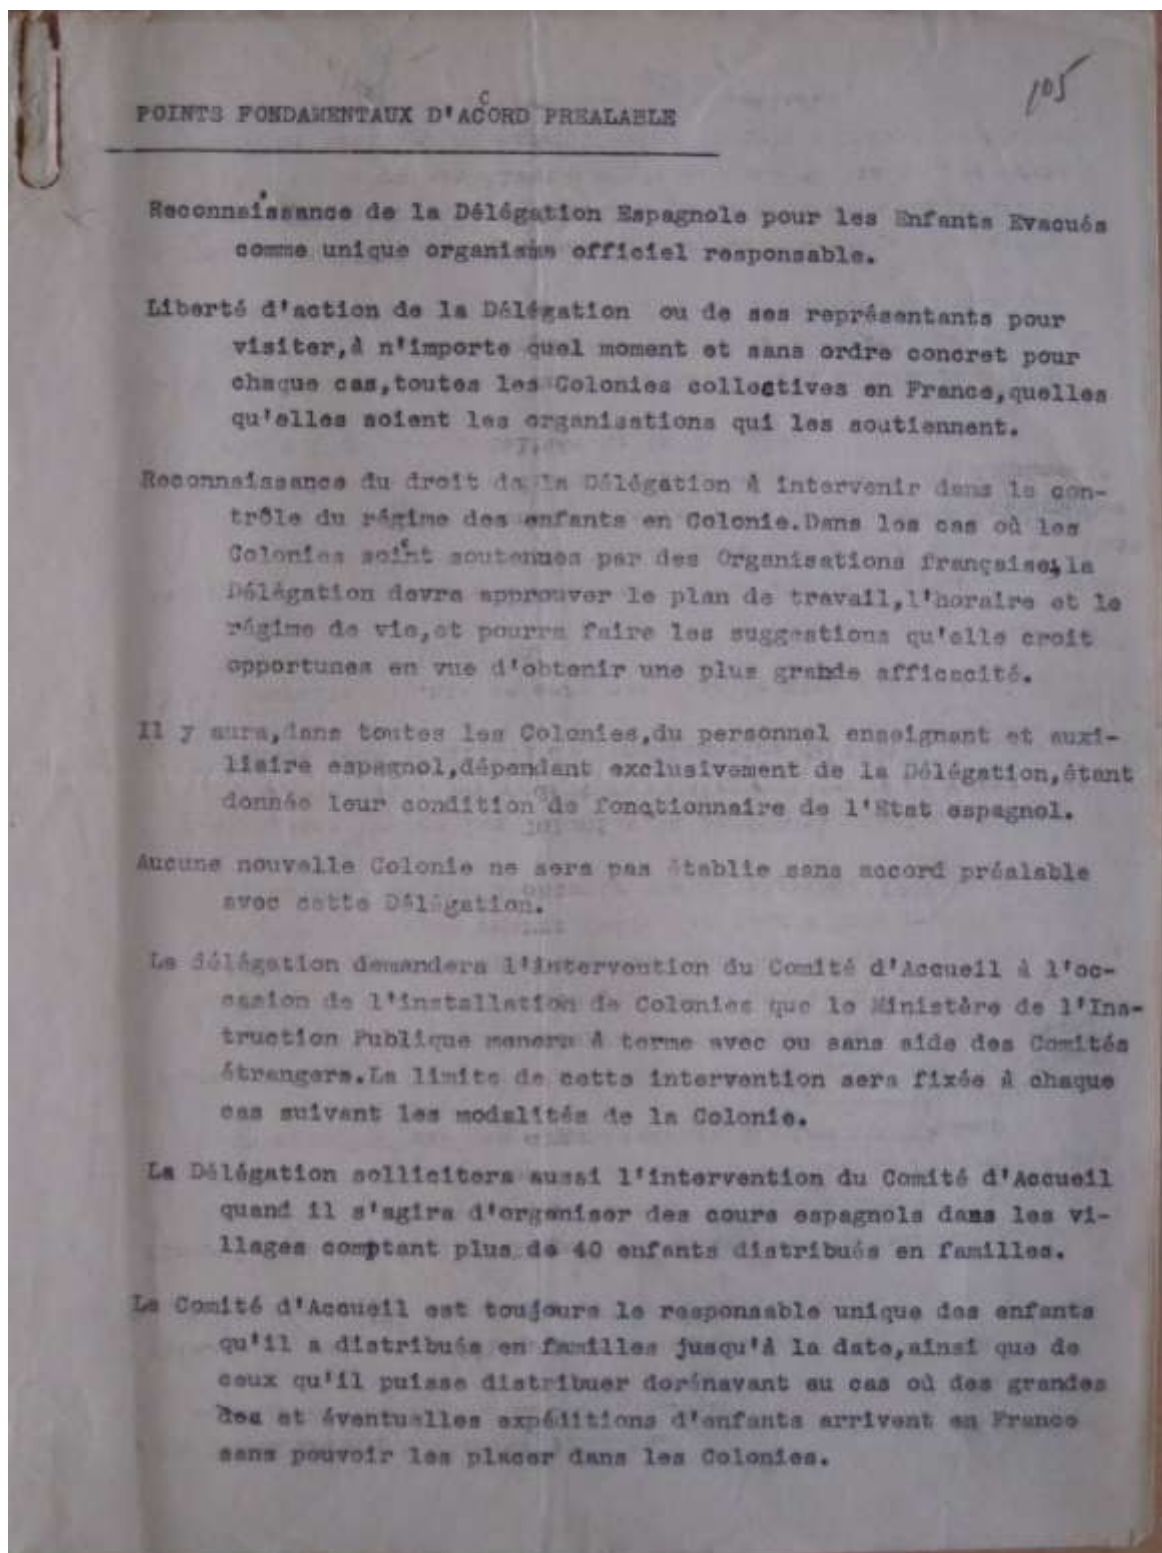 105
POINTS FONDAMENTAUX D'ACCORD PREALABLE
Reconnaissance de la Délégation Espagnole pour les Enfants Evacués
comme unique organisme officiel responsable.
Liberté d'action de la Délégation ou de ses représentants pour
visiter,à n'importe quel moment et sans ordre concret pour
chaque cas,toutes les Colonies collectives en France,quelles
qu'elles soient les organisations qui les soutiennent.
Reconnaissance du droit de la Délégation à intervenir dans le con-
trôle du régime des enfants en Colonie.Dans les cas où les
Colonies soient soutenues par des Organisations françaises,la
Délégation devra approuver le plan de travail,l'horaire et le
régime de vie,et pourra faire les suggestions qu'elle croit
opportunes en vue d'obtenir une plus grande afficacité.
Il y aura,dans toutes les Colonies,du personnel enseignant et auxi-
liaire espagnol,dépendant exclusivement de la Délégation,étant
donnée leur condition de fonctionnaire de l'Etat espagnol.
Aucune nouvelle Colonie ne sera pas établie sans accord préalable
avec cette Délégation.
La délégation demandera l'intervention du Comité d'Accueil à l'oc-
casion de l'installation de Colonies que le Ministère de l'Ins-
truction Publique menera à terme avec ou sans aide des Comités
étrangers.La limite de cette intervention sera fixée à chaque
cas suivant les modalités de la Colonie.
La Délégation sollicitera aussi l'intervention du Comité d'Accueil
quand il s'agira d'organiser des cours espagnols dans les vi-
llages comptant plus de 40 enfants distribués en familles.
Le Comité d'Accueil est toujours le responsable unique des enfants
qu'il a distribués en familles jusqu'à la date,ainsi que de
ceux qu'il puisse distribuer dorénavant au cas où des grandes
et éventuelles expéditions d'enfants arrivent en France
sans pouvoir les placer dans les Colonies.